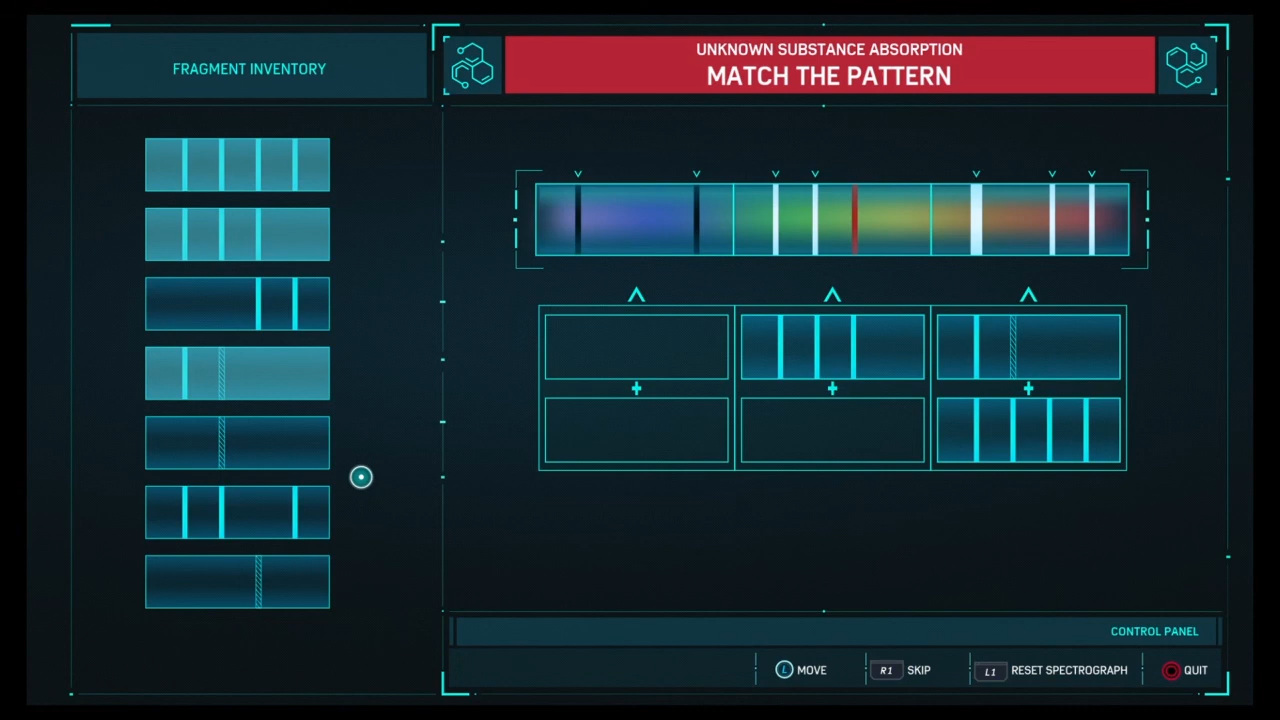 FRAGMENT INVENTORY
UNKNOWN SUBSTANCE ABSORPTION
MATCH THE PATTERN
CONTROL PANEL
L MOVE
R1 SKIP
L1 RESET SPECTROGRAPH
QUIT